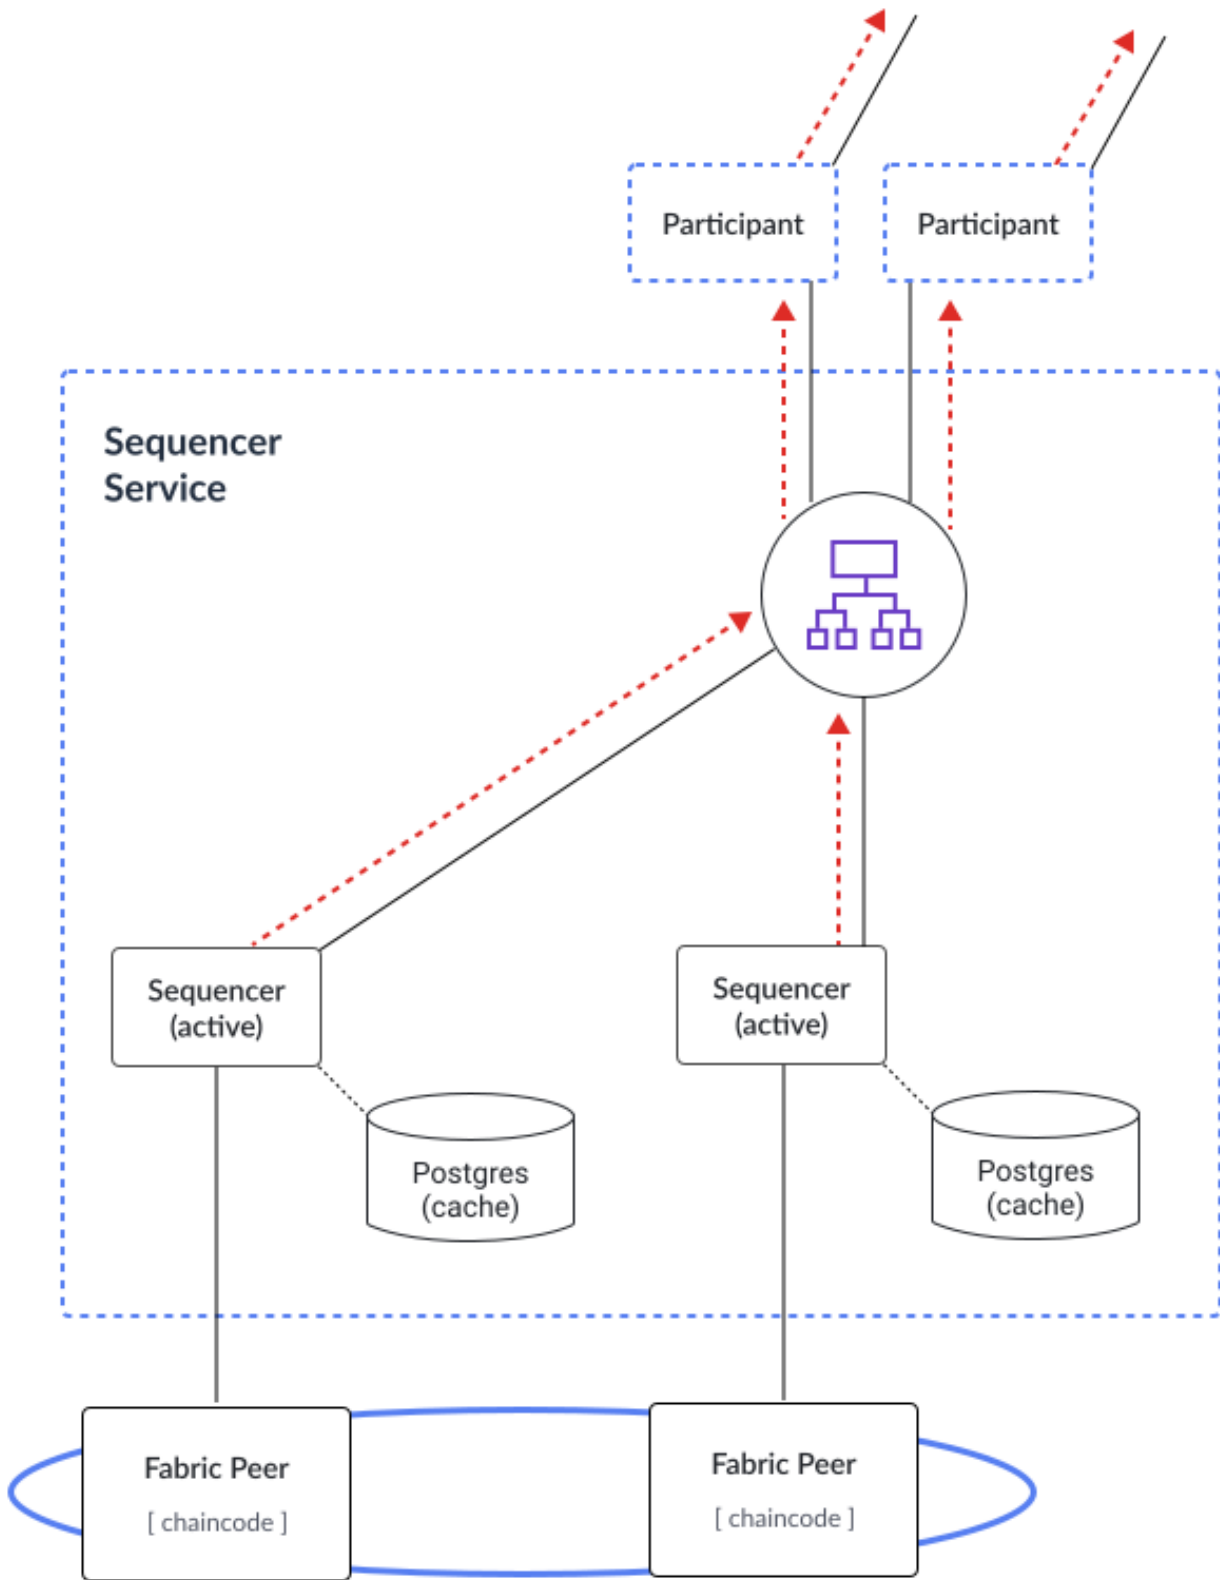 Participant
Participant
Sequencer
Service
Sequencer
(active)
Sequencer
(active)
Postgres
(cache)
Postgres
(cache)
Fabric Peer
[ chaincode ]
Fabric Peer
[ chaincode ]